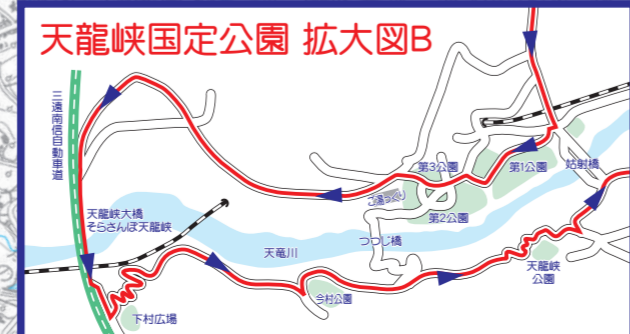 天龍峡国定公園 拡大図B
三遠南信自動車道
第3公園
第1公園
姑射橋
第2公園
天龍峡大橋
そらさんぽ天龍峡
つつじ橋
天竜川
天龍峡
公園
今村公園
下村広場